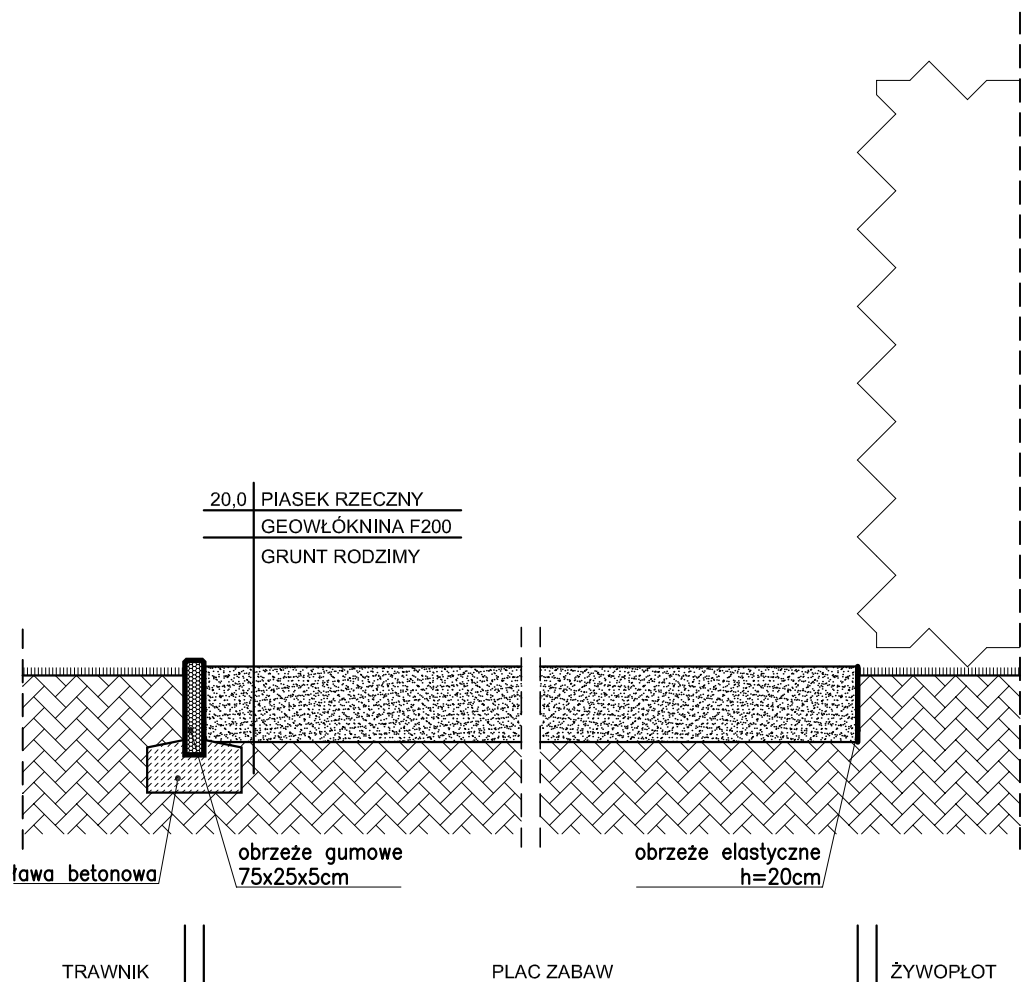 20,0 PIASEK RZECZNY
GEOWŁÓKNINA F200
GRUNT RODZIMY
ława betonowa
obrzeże gumowe
75x25x5cm
obrzeże elastyczne
h=20cm
TRAWNIK
PLAC ZABAW
ŻYWOPŁOT